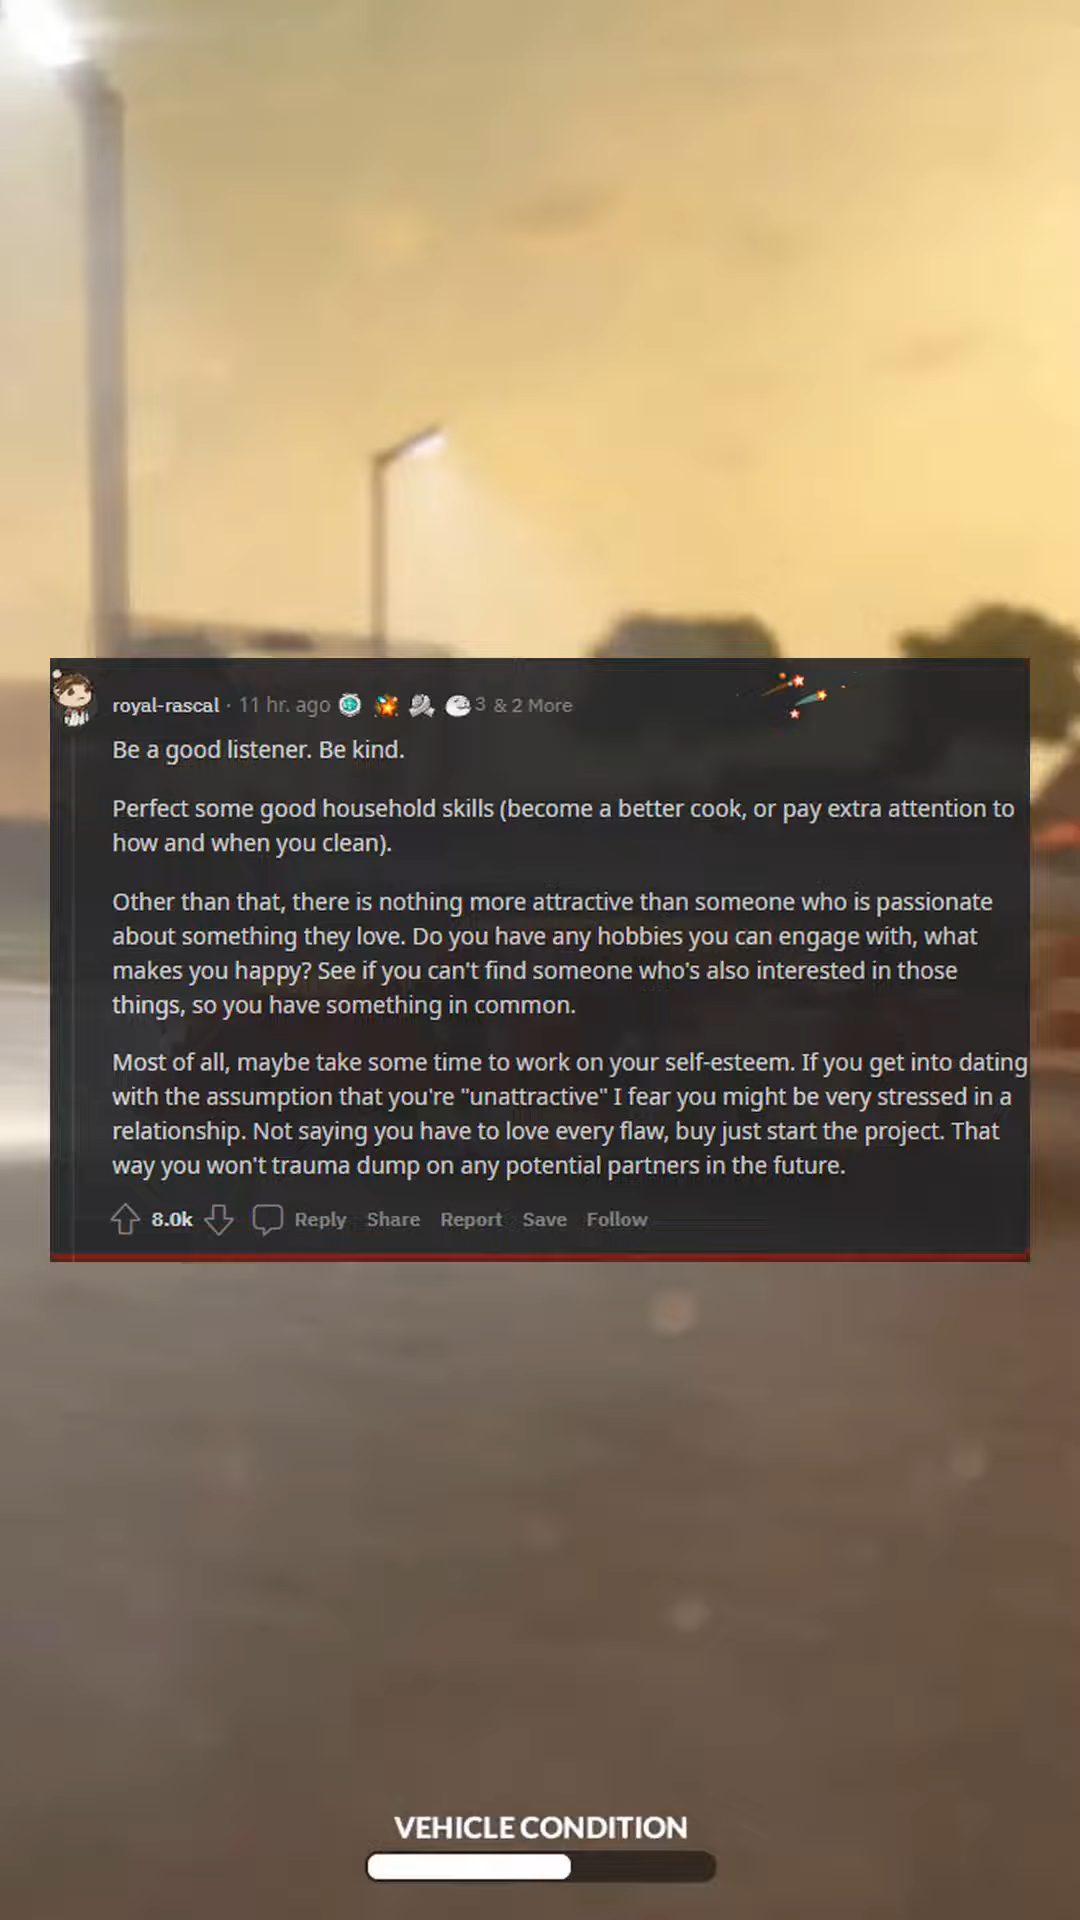 royal-rascal · 11 hr. ago 3 & 2 More
Be a good listener. Be kind.
Perfect some good household skills (become a better cook, or pay extra attention to
how and when you clean).
Other than that, there is nothing more attractive than someone who is passionate
about something they love. Do you have any hobbies you can engage with, what
makes you happy? See if you can't find someone who's also interested in those
things, so you have something in common.
Most of all, maybe take some time to work on your self-esteem. If you get into dating
with the assumption that you're "unattractive" I fear you might be very stressed in a
relationship. Not saying you have to love every flaw, buy just start the project. That
way you won't trauma dump on any potential partners in the future.
8.0k Reply Share Report Save Follow
VEHICLE CONDITION